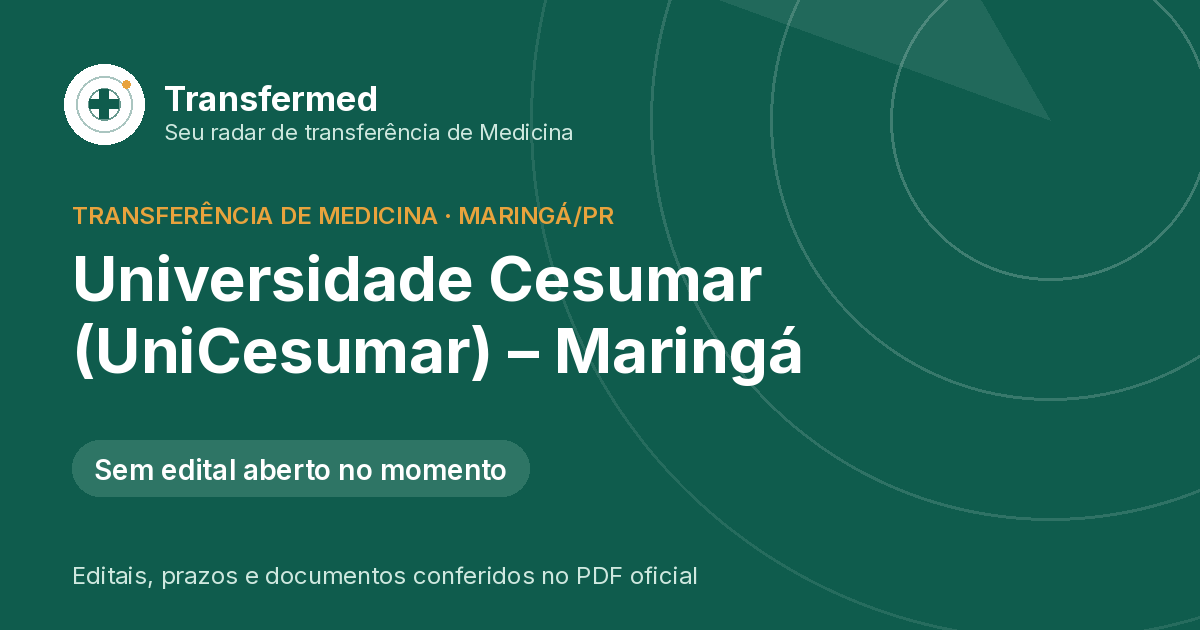 Transfermed
Seu radar de transferência de Medicina
TRANSFERÊNCIA DE MEDICINA · MARINGÁ/PR
Universidade Cesumar
(UniCesumar) – Maringá
Sem edital aberto no momento
Editais, prazos e documentos conferidos no PDF oficial